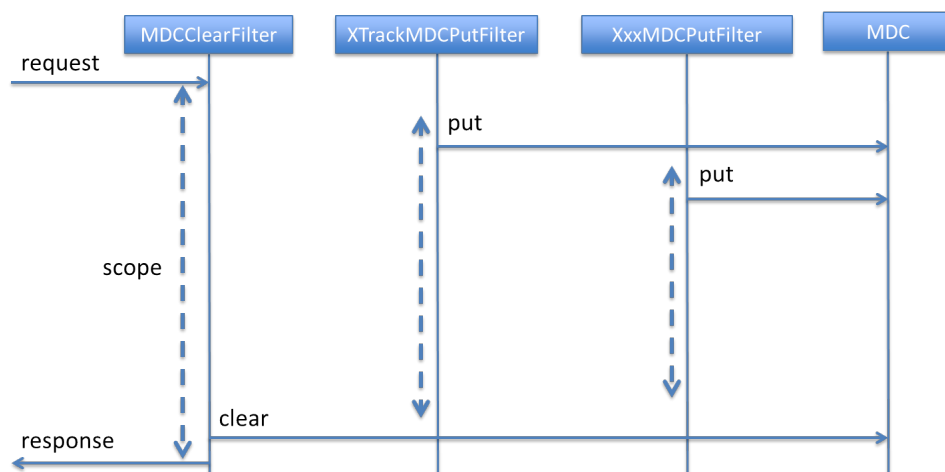 MDCClearFilter
XTrackMDCPutFilter
XxxMDCPutFilter
MDC
request
put
put
scope
clear
response